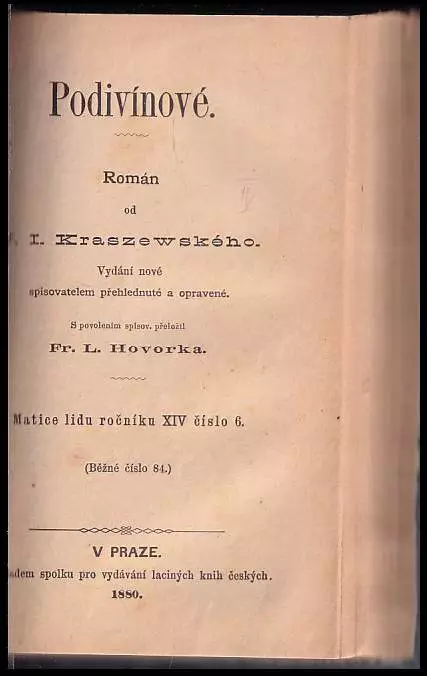 Podivínové.
Román
od
I. Kraszewského.
Vydání nové
spisovatelem přehlednuté a opravené.
S povolením spisov. přeložil
Fr. L. Hovorka.
Matice lidu ročníku XIV číslo 6.
(Běžné číslo 84.)
V PRAZE.
spolku pro vydávání laciných knih českých.
1880.